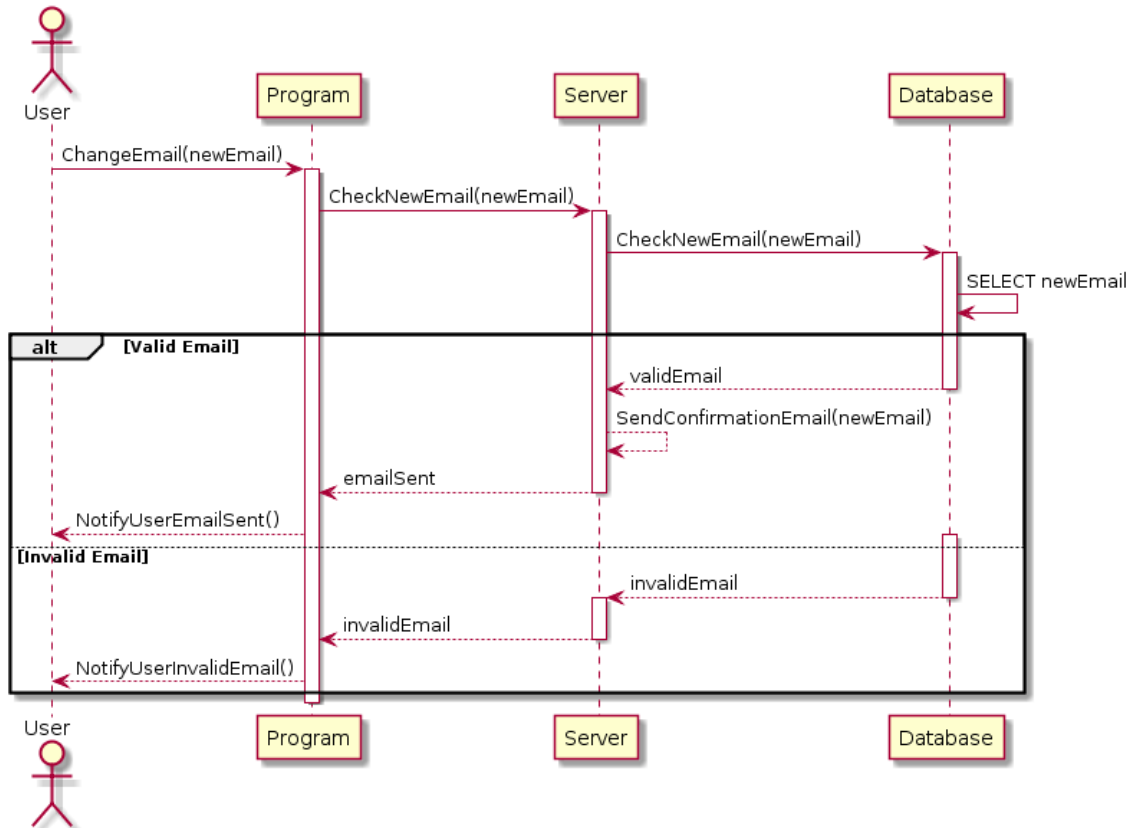 User
Program
Server
Database
ChangeEmail(newEmail)
CheckNewEmail(newEmail)
CheckNewEmail(newEmail)
SELECT newEmail
alt
[Valid Email]
validEmail
SendConfirmationEmail(newEmail)
emailSent
NotifyUserEmailSent()
[Invalid Email]
invalidEmail
invalidEmail
NotifyUserInvalidEmail()
User
Program
Server
Database